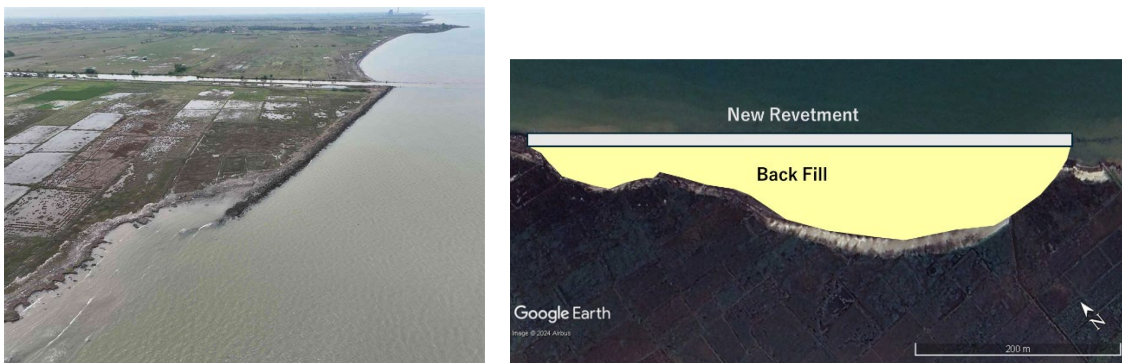 New Revetment
Back Fill
Google Earth
Image © 2024 Airbus
N
200 m